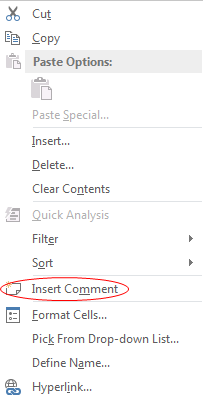 Cut
Copy
Paste Options:
Paste Special...
Insert...
Delete...
Clear Contents
Quick Analysis
Filter
Sort
Insert Comment
Format Cells...
Pick From Drop-down List...
Define Name...
Hyperlink...